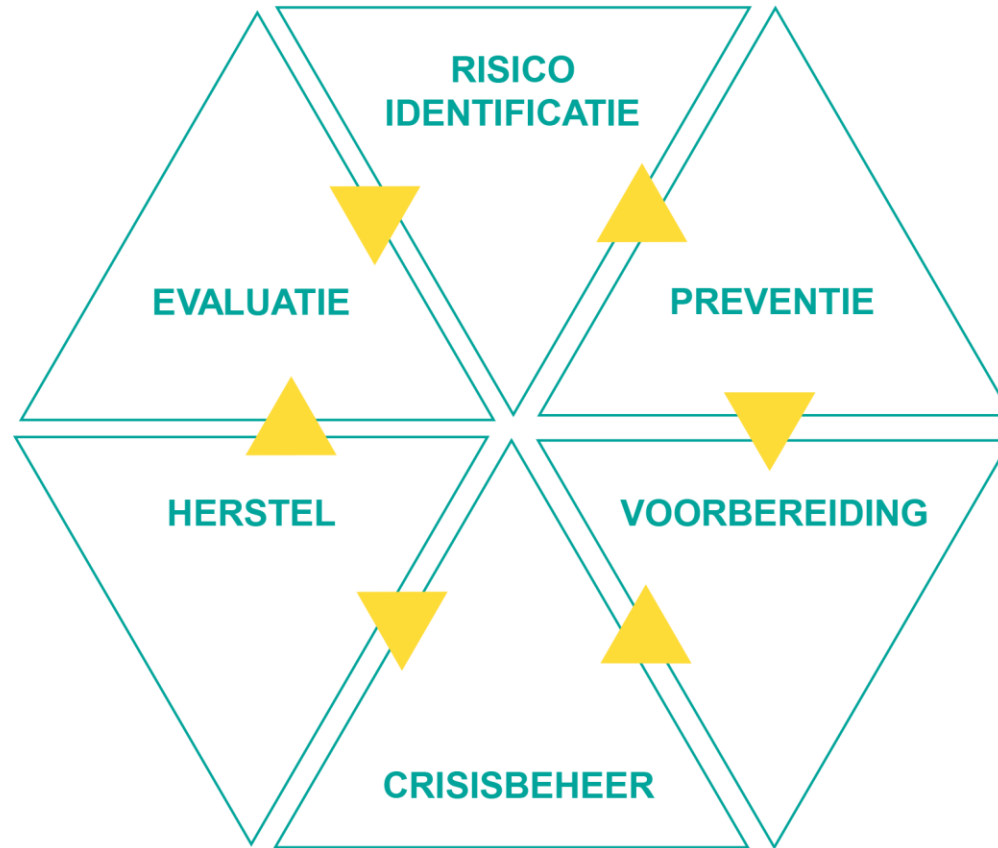 RISICO
IDENTIFICATIE
EVALUATIE
PREVENTIE
HERSTEL
VOORBEREIDING
CRISISBEHEER